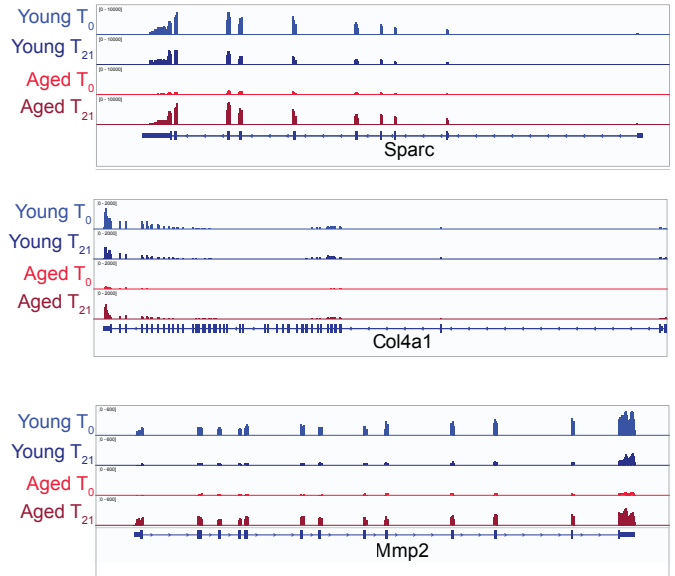 Young T0
[0 - 10000]
Young T21
[0 - 10000]
Aged T0
[0 - 10000]
Aged T21
[0 - 10000]
Sparc
Young T0
[0 - 2000]
Young T21
[0 - 2000]
Aged T0
[0 - 2000]
Aged T21
[0 - 2000]
Col4a1
Young T0
[0 - 600]
Young T21
[0 - 600]
Aged T0
[0 - 600]
Aged T21
[0 - 600]
Mmp2